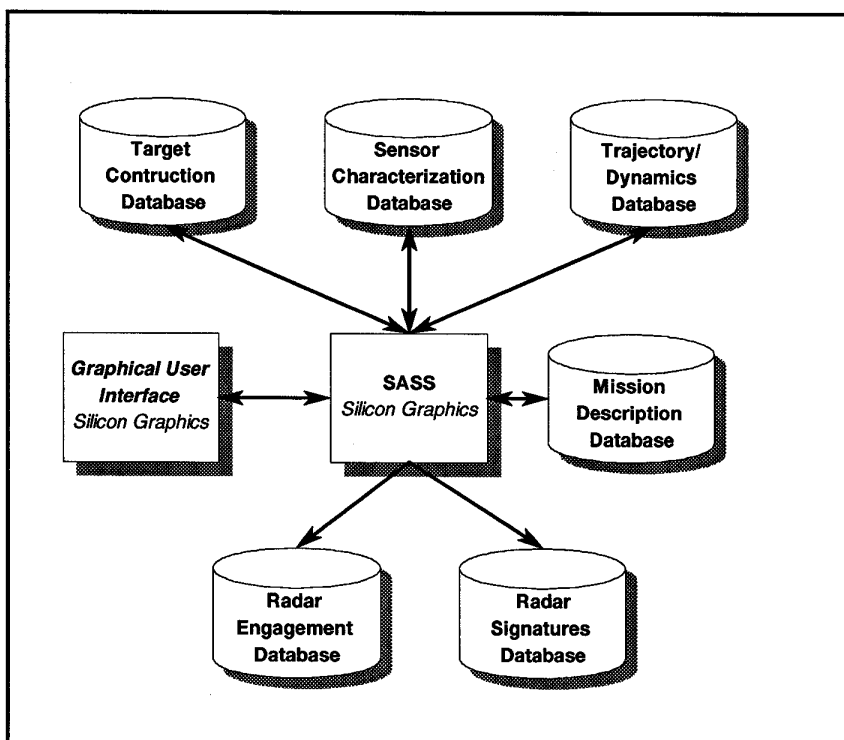 Target
Contruction
Database
Sensor
Characterization
Database
Trajectory/
Dynamics
Database
Graphical User
Interface
Silicon Graphics
SASS
Silicon Graphics
Mission
Description
Database
Radar
Engagement
Database
Radar
Signatures
Database